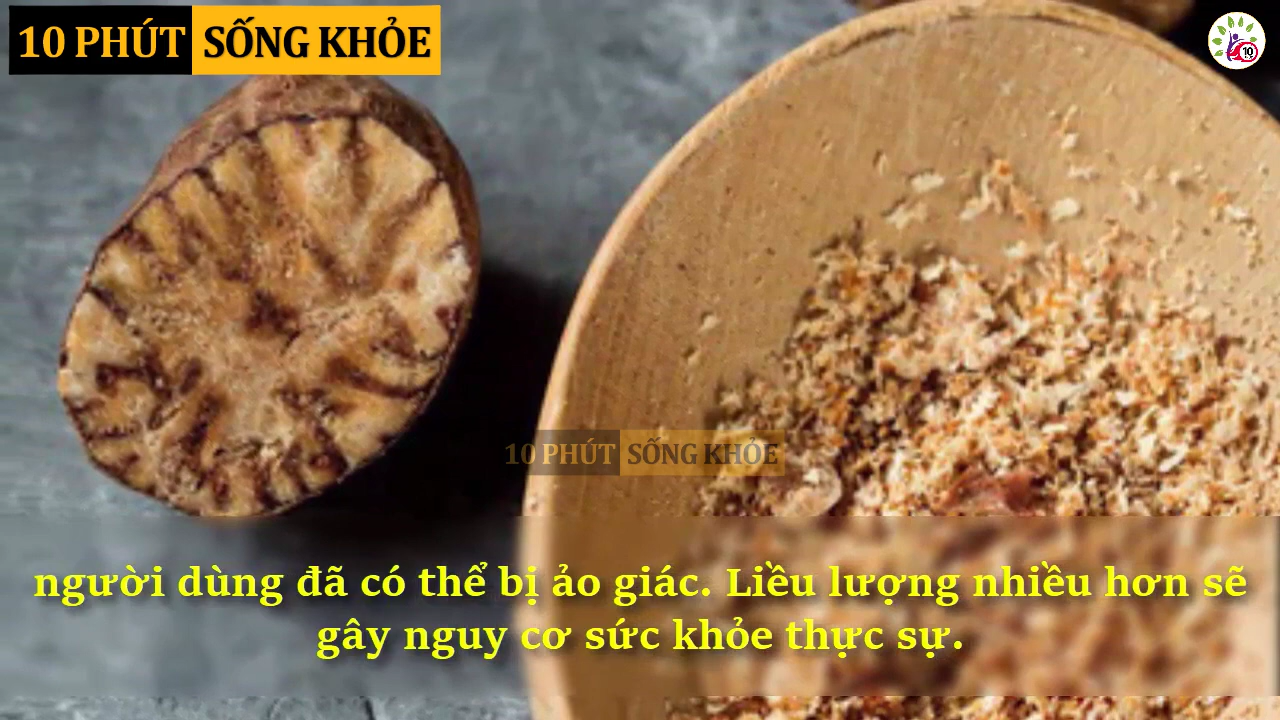 10 PHÚT SỐNG KHỎE
10
10 PHÚT SỐNG KHỎE
người dùng đã có thể bị ảo giác. Liều lượng nhiều hơn sẽ
gây nguy cơ sức khỏe thực sự.